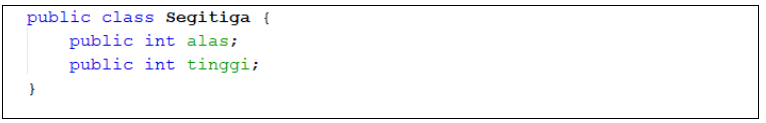 public class Segitiga {
    public int alas;
    public int tinggi;
}